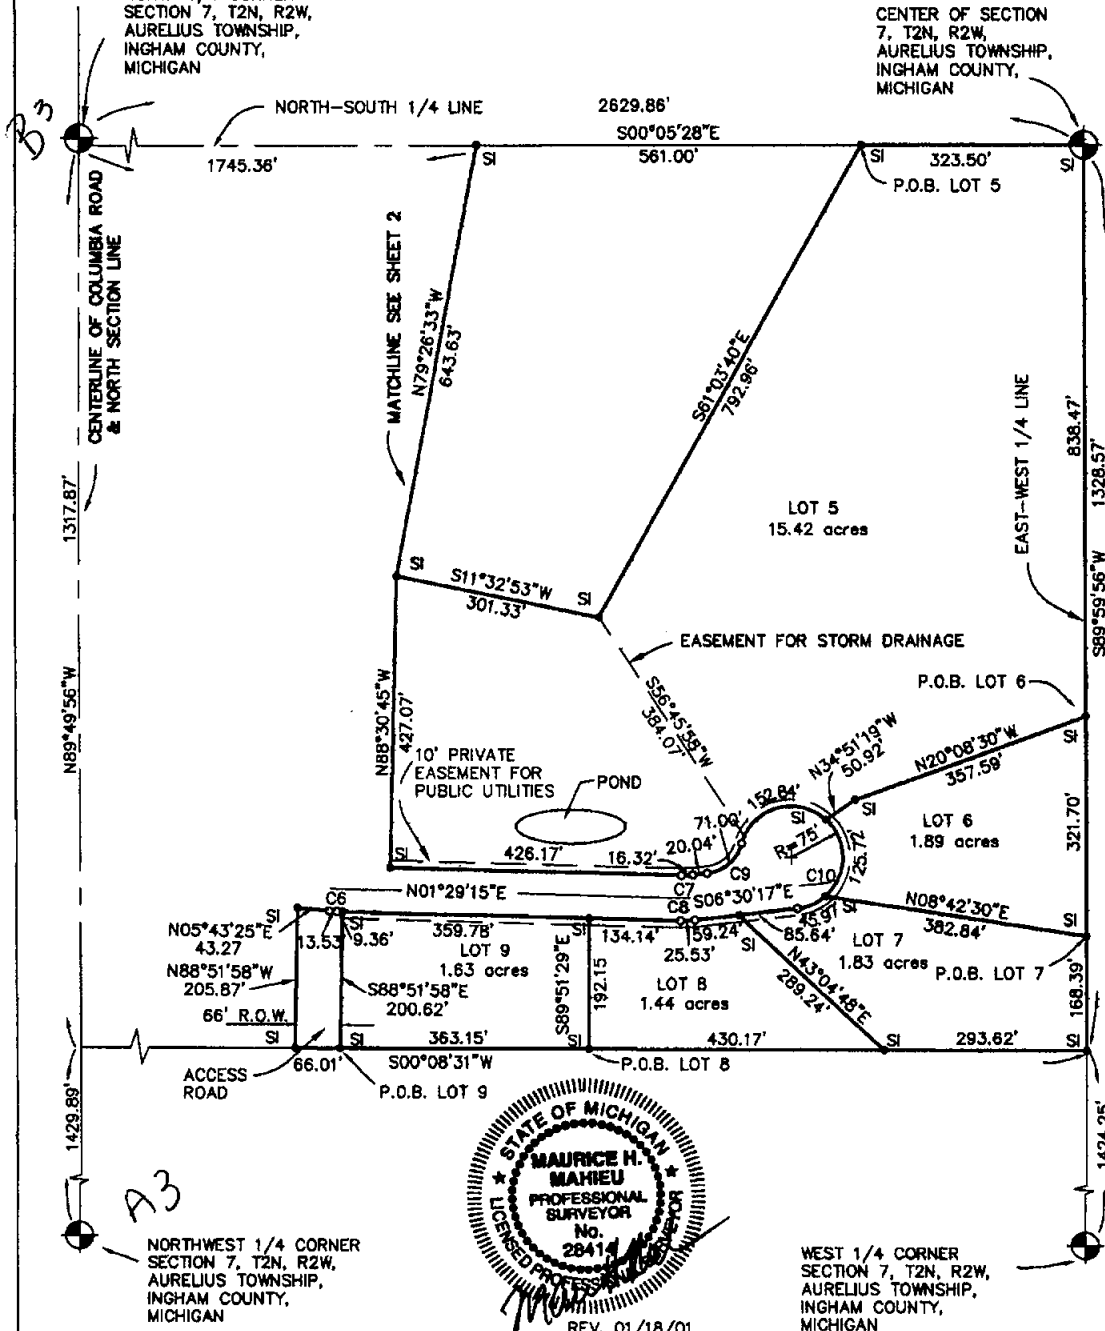 SECTION 7, T2N, R2W,
AURELIUS TOWNSHIP,
INGHAM COUNTY,
MICHIGAN
CENTER OF SECTION
7, T2N, R2W,
AURELIUS TOWNSHIP,
INGHAM COUNTY,
MICHIGAN
B3
NORTH-SOUTH 1/4 LINE
2629.86'
S00°05'28"E
1745.36'
SI
561.00'
SI
323.50'
SI
P.O.B. LOT 5
CENTERLINE OF COLUMBIA ROAD
& NORTH SECTION LINE
MATCHLINE SEE SHEET 2
N79°26'33"W
643.63'
S61°03'40"E
792.96'
838.47'
1328.57'
EAST-WEST 1/4 LINE
1317.87'
LOT 5
15.42 acres
SI
S11°32'53"W
301.33'
SI
S89°59'56"W
EASEMENT FOR STORM DRAINAGE
N89°49'56"W
N88°30'45"W
427.07'
S56°45'58"W
384.07'
P.O.B. LOT 6
SI
10' PRIVATE
EASEMENT FOR
PUBLIC UTILITIES
POND
N34°51'19"W
50.92'
N20°08'30"W
357.59'
152.84'
SI
SI
71.00'
LOT 6
1.89 acres
321.70'
R=75'
20.04'
SI
426.17'
16.32'
C9
125.72'
C7
C10
N01°29'15"E
S06°30'17"E
C6
C8
SI
N05°43'25"E
43.27
13.53'
9.36'
359.78'
134.14'
59.24'
45.97'
SI
N08°42'30"E
382.84'
25.53'
SI
85.64'
LOT 9
1.63 acres
LOT 7
1.83 acres
P.O.B. LOT 7
N88°51'58"W
205.87'
S88°51'58"E
200.62'
S89°51'29"E
192.15
LOT 8
1.44 acres
N43°04'48"E
289.24'
168.39'
66' R.O.W.
SI
SI
363.15'
SI
430.17'
SI
293.62'
66.01'
S00°08'31"W
ACCESS
ROAD
P.O.B. LOT 9
P.O.B. LOT 8
1429.89'
STATE OF MICHIGAN
MAURICE H.
MAHIEU
PROFESSIONAL
SURVEYOR
No.
28414
LICENSED PROFESSIONAL SURVEYOR
A3
NORTHWEST 1/4 CORNER
SECTION 7, T2N, R2W,
AURELIUS TOWNSHIP,
INGHAM COUNTY,
MICHIGAN
WEST 1/4 CORNER
SECTION 7, T2N, R2W,
AURELIUS TOWNSHIP,
INGHAM COUNTY,
MICHIGAN
REV. 01/18/01